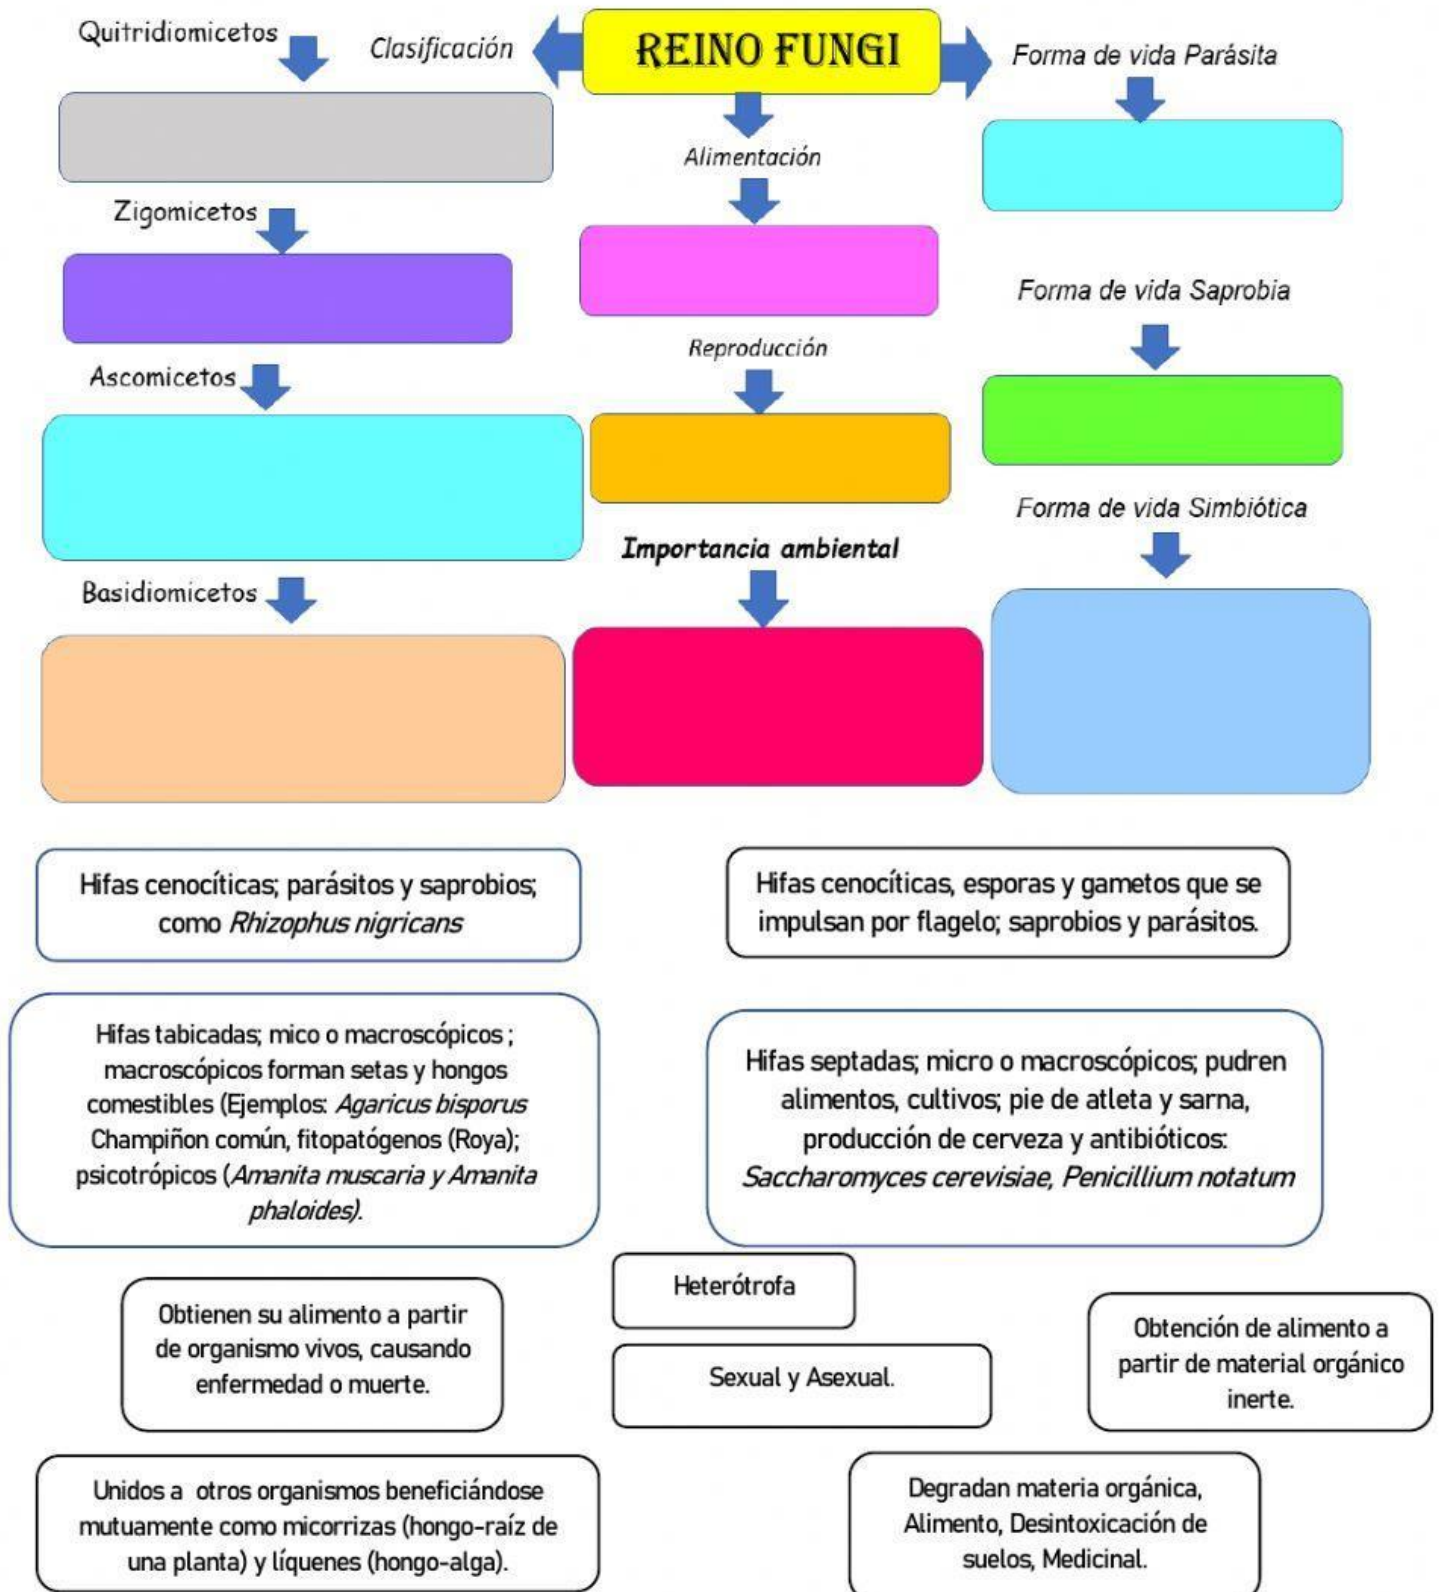 Quitridiomicetos
Clasificación
REINO FUNGI
Forma de vida Parásita
Alimentación
Zigomicetos
Forma de vida Saprobia
Reproducción
Ascomicetos
Forma de vida Simbiótica
Importancia ambiental
Basidiomicetos
Hifas cenocíticas; parásitos y saprobios;
como Rhizophus nigricans
Hifas cenocíticas, esporas y gametos que se
impulsan por flagelo; saprobios y parásitos.
Hifas tabicadas; mico o macroscópicos ;
macroscópicos forman setas y hongos
comestibles (Ejemplos: Agaricus bisporus
Champiñon común, fitopatógenos (Roya);
psicotrópicos (Amanita muscaria y Amanita
phaloides).
Hifas septadas; micro o macroscópicos; pudren
alimentos, cultivos; pie de atleta y sarna,
producción de cerveza y antibióticos:
Saccharomyces cerevisiae, Penicillium notatum
Heterótrofa
Obtienen su alimento a partir
de organismo vivos, causando
enfermedad o muerte.
Sexual y Asexual.
Obtención de alimento a
partir de material orgánico
inerte.
Unidos a otros organismos beneficiándose
mutuamente como micorrizas (hongo-raíz de
una planta) y líquenes (hongo-alga).
Degradan materia orgánica,
Alimento, Desintoxicación de
suelos, Medicinal.